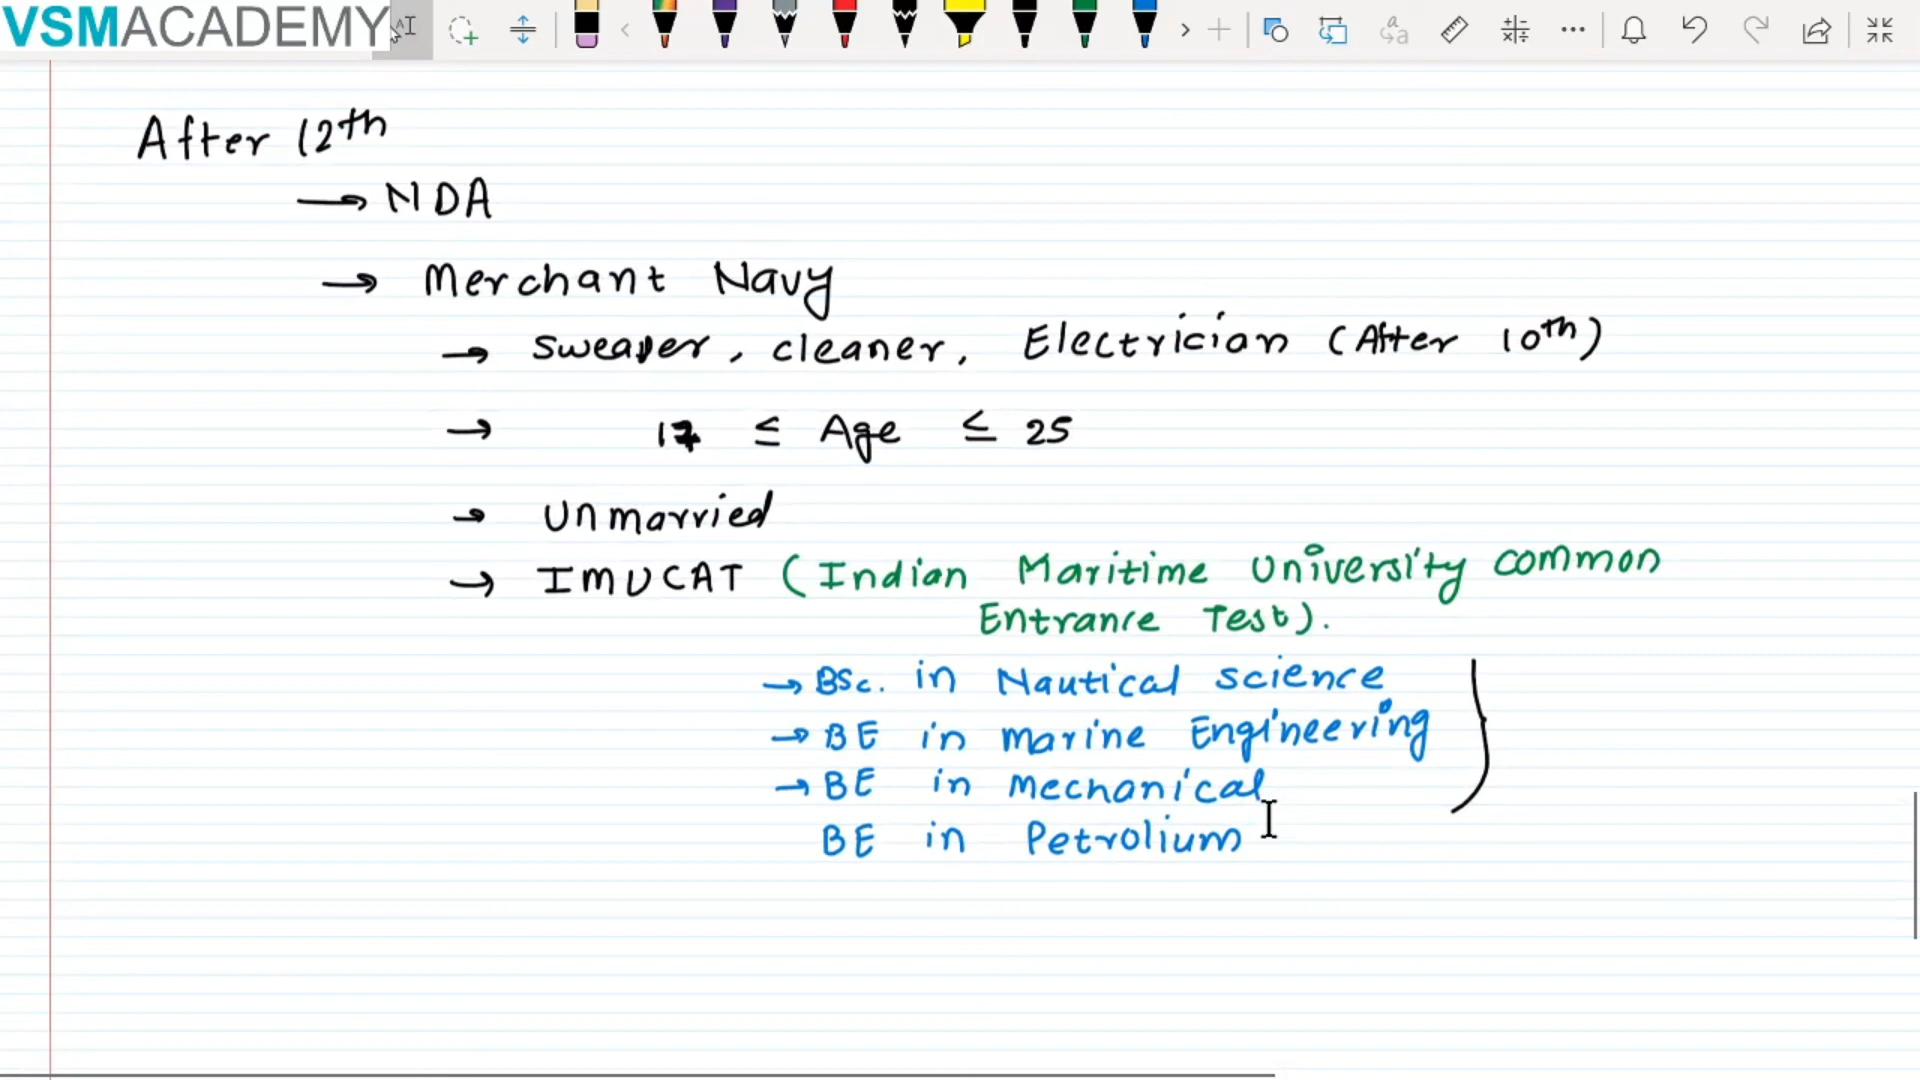 VSMACADEMY
After 12th
→ NDA
→ Merchant Navy
→ sweaper, cleaner, Electrician (After 10th)
→ 17 ≤ Age ≤ 25
→ Unmarried
→ IMUCAT (Indian Maritime University common
Entrance Test).
→ BSc. in Nautical science
→ BE in marine Engineering
→ BE in Mechanical
BE in Petrolium